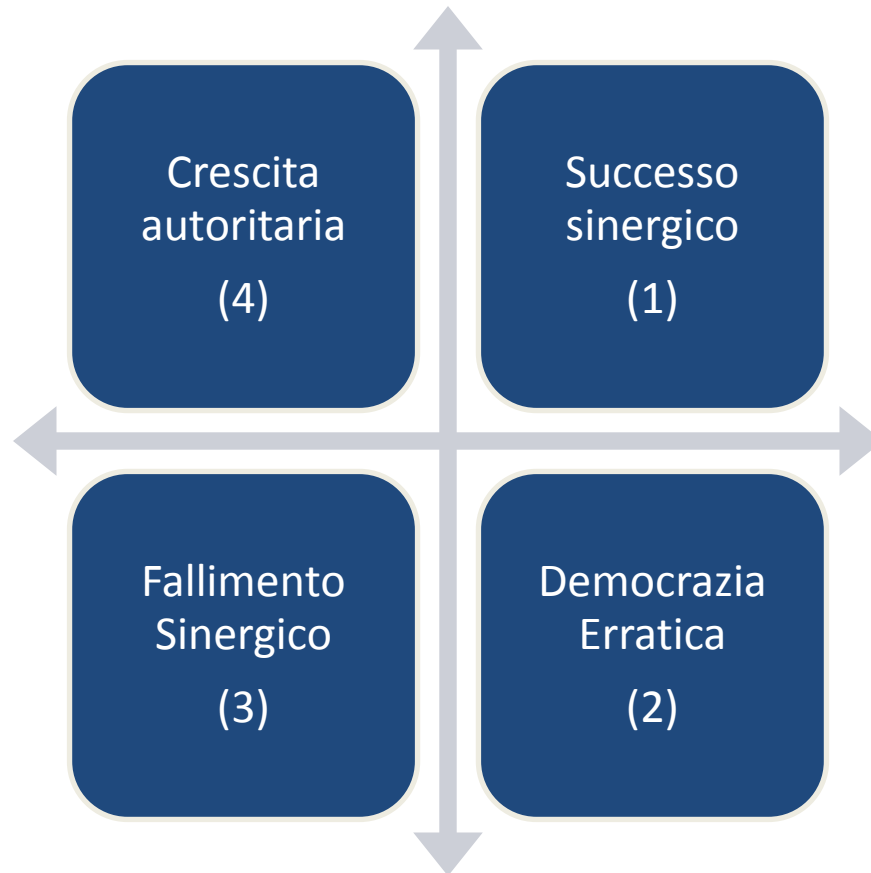 Crescita
autoritaria
(4)
Successo
sinergico
(1)
Fallimento
Sinergico
(3)
Democrazia
Erratica
(2)